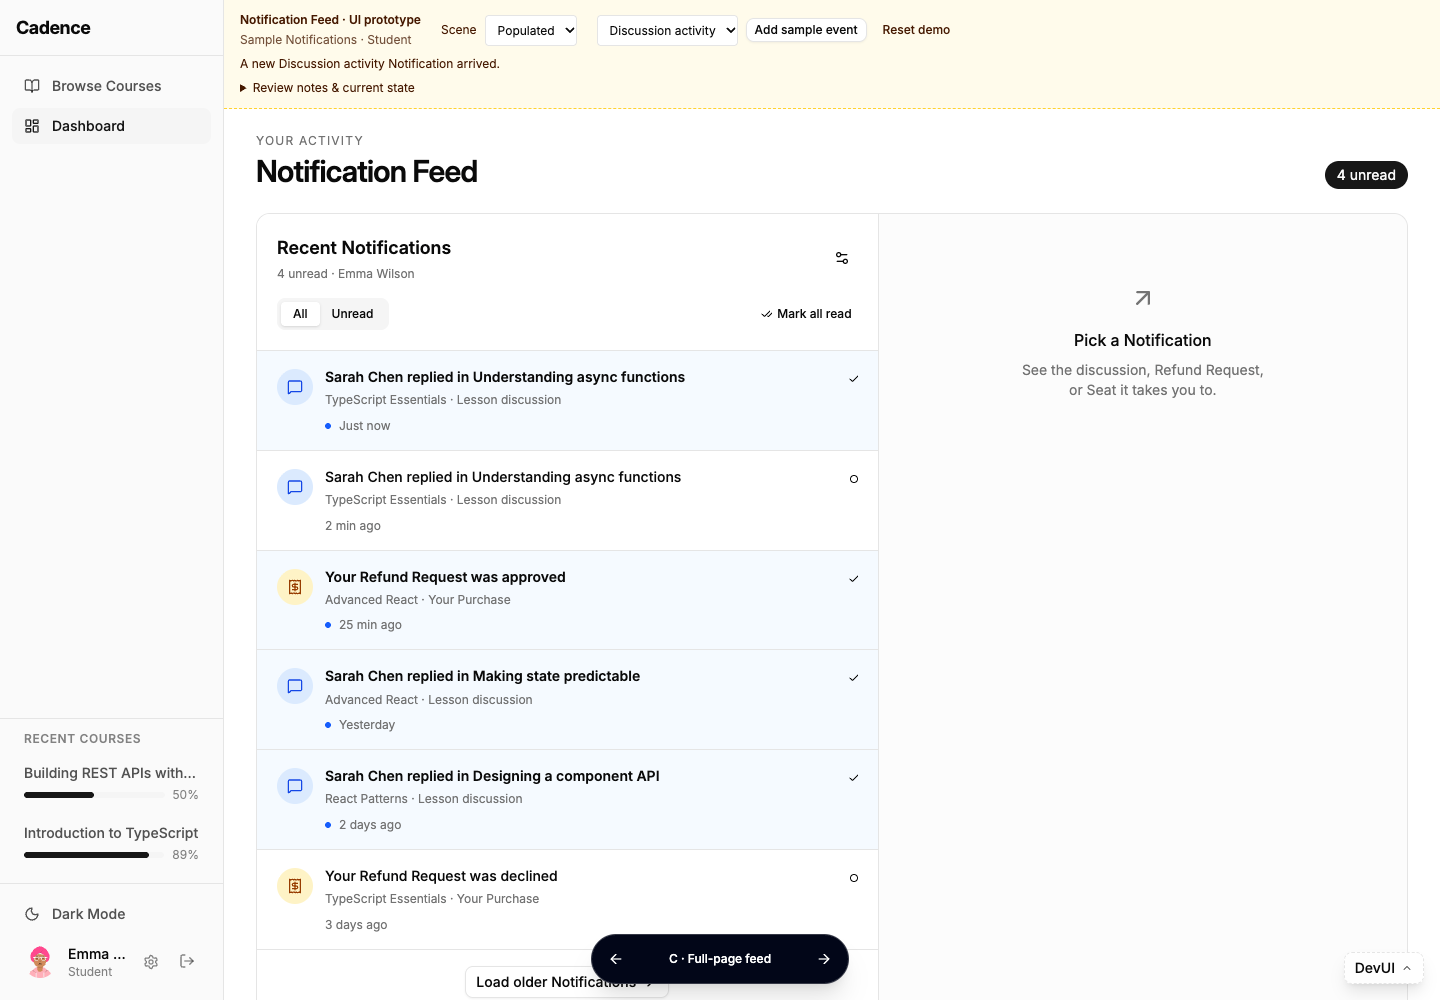 Cadence
Browse Courses
Dashboard
RECENT COURSES
Building REST APIs with...
50%
Introduction to TypeScript
89%
Dark Mode
Emma ...
Student
Notification Feed · UI prototype
Sample Notifications · Student
Scene
Populated
Discussion activity
Add sample event
Reset demo
A new Discussion activity Notification arrived.
Review notes & current state
YOUR ACTIVITY
Notification Feed
4 unread
Recent Notifications
4 unread · Emma Wilson
All
Unread
Mark all read
Sarah Chen replied in Understanding async functions
TypeScript Essentials · Lesson discussion
Just now
Sarah Chen replied in Understanding async functions
TypeScript Essentials · Lesson discussion
2 min ago
Your Refund Request was approved
Advanced React · Your Purchase
25 min ago
Sarah Chen replied in Making state predictable
Advanced React · Lesson discussion
Yesterday
Sarah Chen replied in Designing a component API
React Patterns · Lesson discussion
2 days ago
Your Refund Request was declined
TypeScript Essentials · Your Purchase
3 days ago
Load older Notifications
Pick a Notification
See the discussion, Refund Request,
or Seat it takes you to.
C · Full-page feed
DevUI